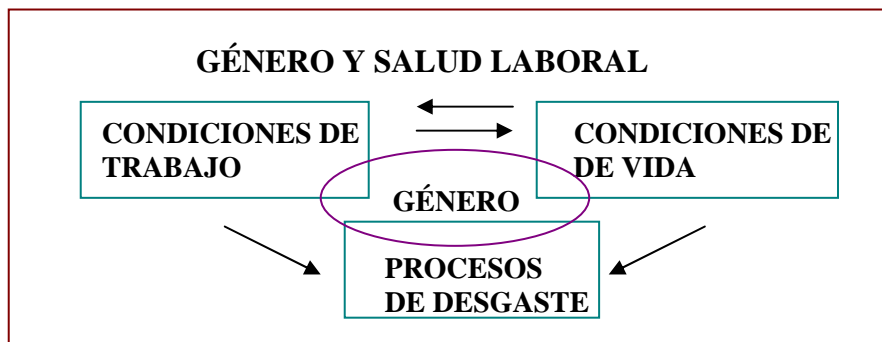 GÉNERO Y SALUD LABORAL
CONDICIONES DE
TRABAJO
CONDICIONES DE
DE VIDA
GÉNERO
PROCESOS
DE DESGASTE